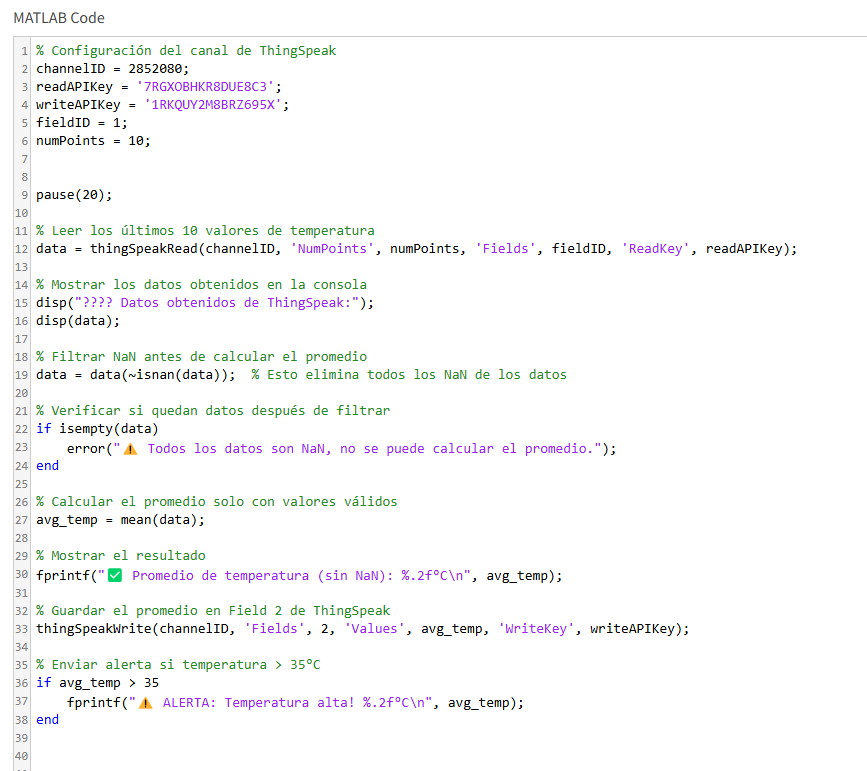 MATLAB Code
1 % Configuración del canal de ThingSpeak
2 channelID = 2852080;
3 readAPIKey = '7RGXOBHKR8DUE8C3';
4 writeAPIKey = '1RKQUY2M8BRZ695X';
5 fieldID = 1;
6 numPoints = 10;
7
8
9 pause(20);
10
11 % Leer los últimos 10 valores de temperatura
12 data = thingSpeakRead(channelID, 'NumPoints', numPoints, 'Fields', fieldID, 'ReadKey', readAPIKey);
13
14 % Mostrar los datos obtenidos en la consola
15 disp("???? Datos obtenidos de ThingSpeak:");
16 disp(data);
17
18 % Filtrar NaN antes de calcular el promedio
19 data = data(~isnan(data));  % Esto elimina todos los NaN de los datos
20
21 % Verificar si quedan datos después de filtrar
22 if isempty(data)
23     error("⚠️ Todos los datos son NaN, no se puede calcular el promedio.");
24 end
25
26 % Calcular el promedio solo con valores válidos
27 avg_temp = mean(data);
28
29 % Mostrar el resultado
30 fprintf("✅ Promedio de temperatura (sin NaN): %.2f°C\n", avg_temp);
31
32 % Guardar el promedio en Field 2 de ThingSpeak
33 thingSpeakWrite(channelID, 'Fields', 2, 'Values', avg_temp, 'WriteKey', writeAPIKey);
34
35 % Enviar alerta si temperatura > 35°C
36 if avg_temp > 35
37     fprintf("⚠️ ALERTA: Temperatura alta! %.2f°C\n", avg_temp);
38 end
39
40